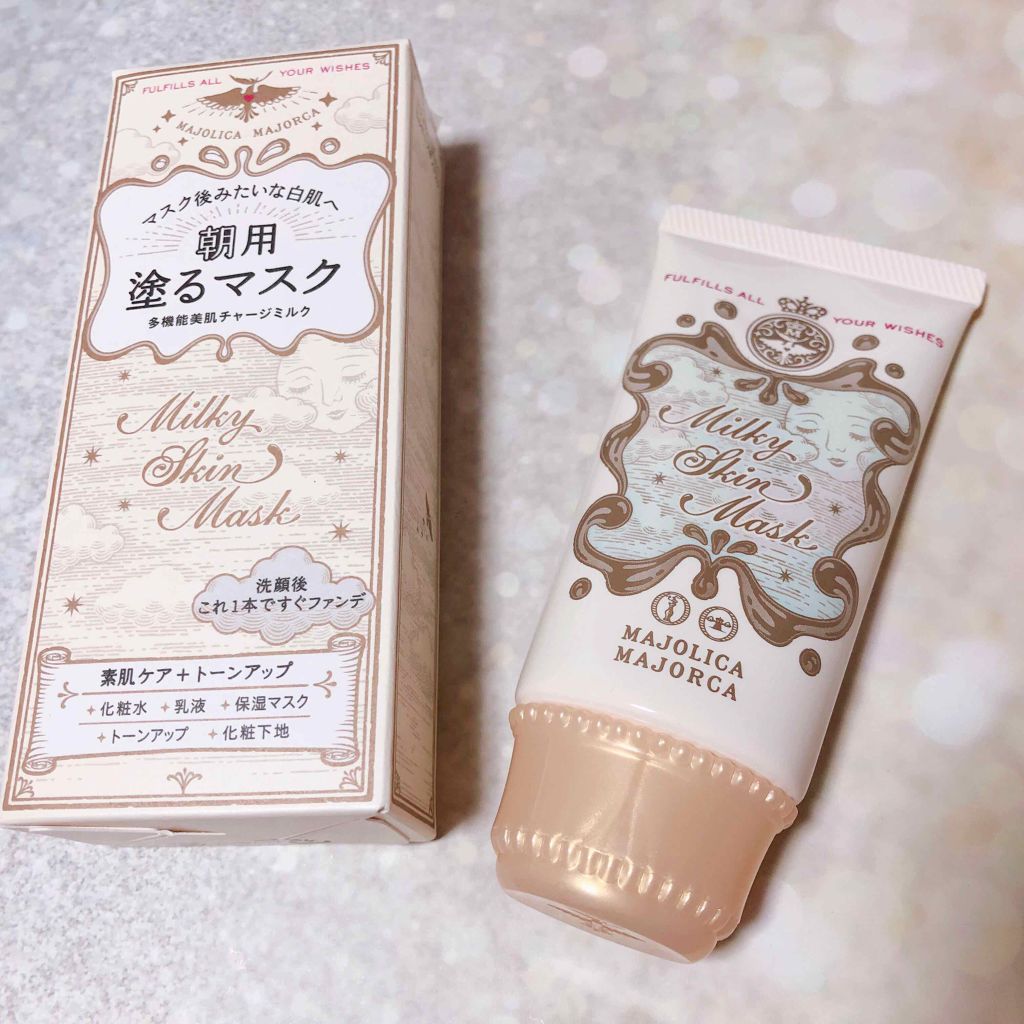 FULFILLS ALL YOUR WISHES
MAJOLICA MAJORCA
マスク後みたいな白肌へ
朝用
塗るマスク
多機能美肌チャージミルク
Milky
Skin
Mask
洗顔後
これ1本ですぐファンデ
素肌ケア+トーンアップ
化粧水 乳液 保湿マスク
トーンアップ 化粧下地
FULFILLS ALL YOUR WISHES
Milky
Skin
Mask
MAJOLICA
MAJORCA